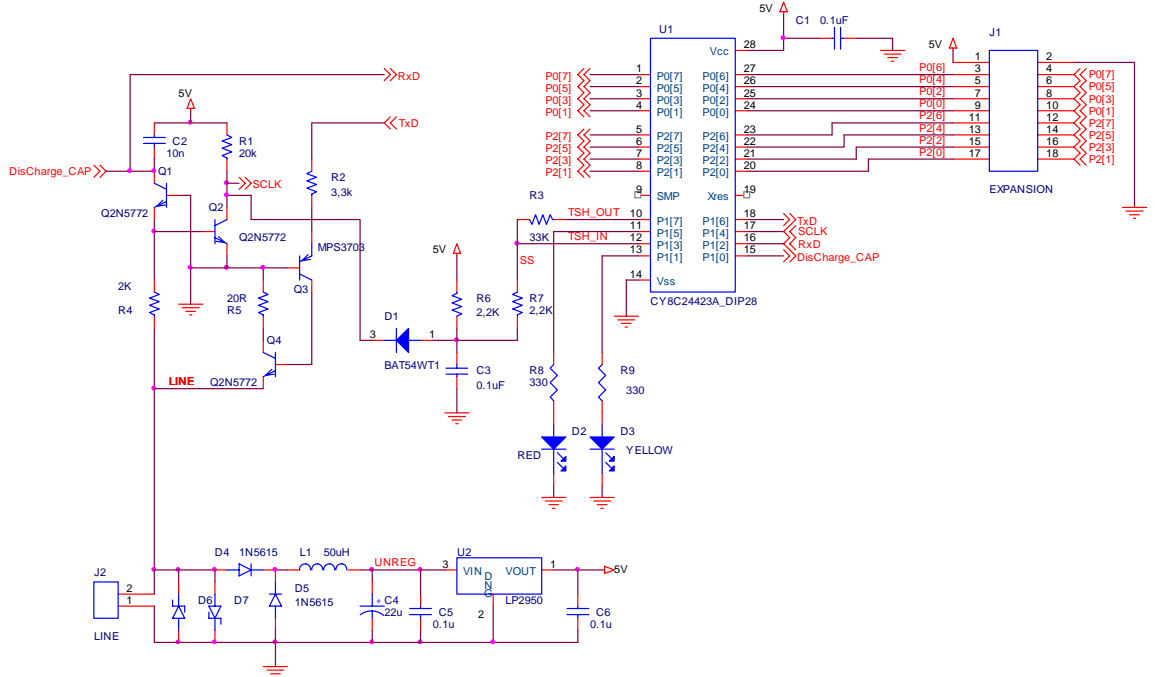 5V
C1 0.1uF
U1
J1
5V
Vcc 28
RxD
1 P0[7] P0[6] 27 P0[6] 1 2
P0[7] 2 P0[5] P0[4] 26 P0[4] 3 4 P0[7]
P0[5] 3 P0[3] P0[2] 25 P0[2] 5 6 P0[5]
P0[3] 4 P0[1] P0[0] 24 P0[0] 7 8 P0[3]
P0[1] P2[6] 9 10 P0[1]
5V
C2
10n
R1
20k
TxD
P2[7] 5 P2[7] P2[6] 23 P2[4] 11 12 P2[7]
P2[5] 6 P2[5] P2[4] 22 P2[2] 13 14 P2[5]
P2[3] 7 P2[3] P2[2] 21 P2[0] 15 16 P2[3]
P2[1] 8 P2[1] P2[0] 20 17 18 P2[1]
EXPANSION
DisCharge_CAP
Q1
SCLK
R2
3,3k
9 SMP Xres 19
Q2N5772
Q2
Q2N5772
MPS3703
Q3
R3
33K
TSH_OUT 10 P1[7] P1[6] 18 TxD
11 P1[5] P1[4] 17 SCLK
TSH_IN 12 P1[3] P1[2] 16 RxD
13 P1[1] P1[0] 15 DisCharge_CAP
SS
5V
14 Vss
CY8C24423A_DIP28
2K
R4
20R
R5
R6
2,2K
R7
2,2K
D1
3 1
BAT54WT1
Q4
Q2N5772
LINE
C3
0.1uF
R8
330
R9
330
D2
RED
D3
YELLOW
D4 1N5615
L1 50uH
UNREG
U2
3 VIN VOUT 1
GND
2
LP2950
5V
J2
2
1
LINE
D6
D7
D5
1N5615
+
C4
22u
C5
0.1u
C6
0.1u